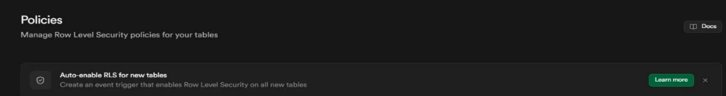 Policies
Manage Row Level Security policies for your tables
Docs
Auto-enable RLS for new tables
Create an event trigger that enables Row Level Security on all new tables
Learn more